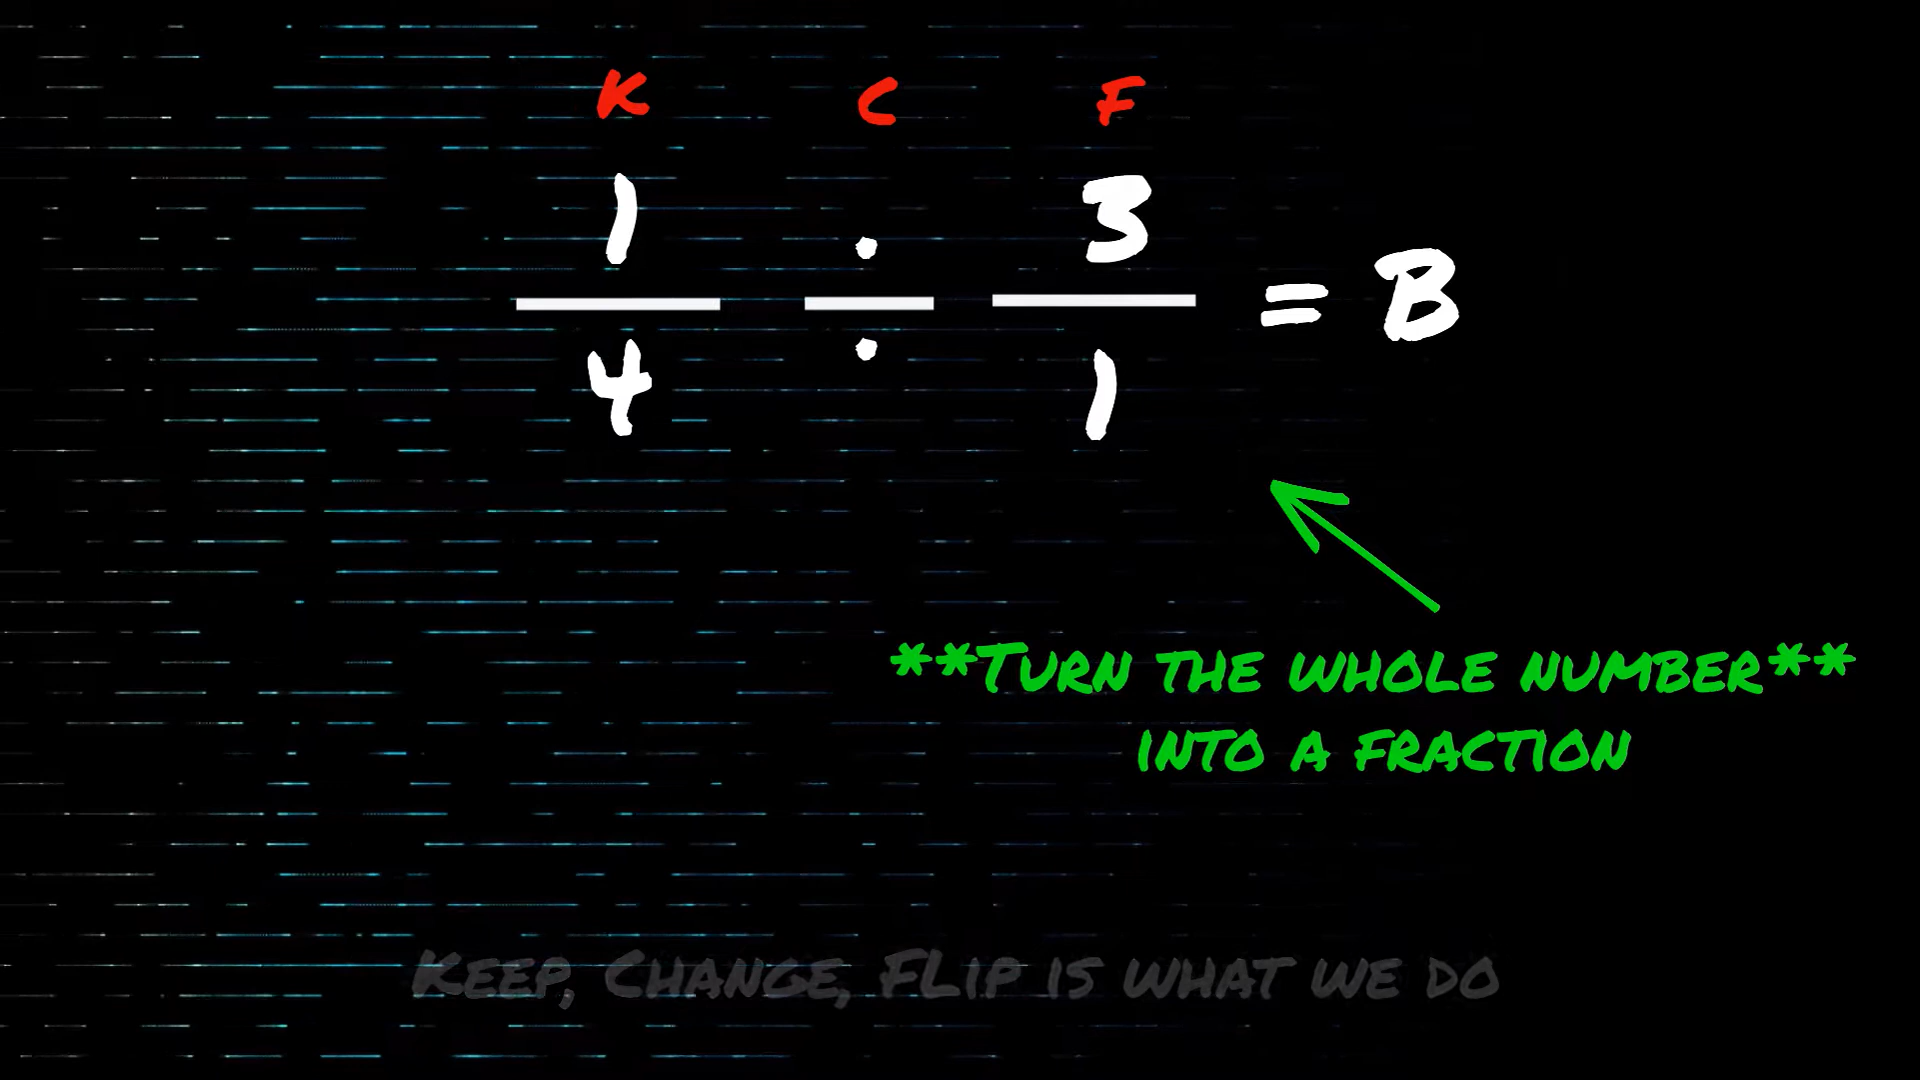 K C F
1 ÷ 3 = B
4 1
**Turn the whole number**
into a fraction
Keep, Change, Flip is what we do